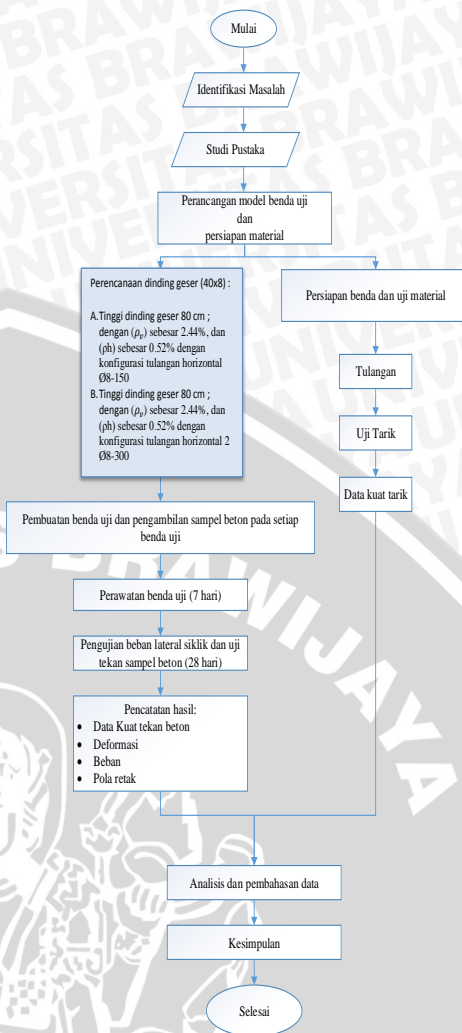 Mulai
Identifikasi Masalah
Studi Pustaka
Perancangan model benda uji
dan
persiapan material
Perencanaan dinding geser (40x8) :
A.Tinggi dinding geser 80 cm ;
dengan (ρᵥ) sebesar 2.44%, dan
(ρh) sebesar 0.52% dengan
konfigurasi tulangan horizontal
Ø8-150
B. Tinggi dinding geser 80 cm ;
dengan (ρᵥ) sebesar 2.44%, dan
(ρh) sebesar 0.52% dengan
konfigurasi tulangan horizontal 2
Ø8-300
Persiapan benda dan uji material
Tulangan
Uji Tarik
Data kuat tarik
Pembuatan benda uji dan pengambilan sampel beton pada setiap
benda uji
Perawatan benda uji (7 hari)
Pengujian beban lateral siklik dan uji
tekan sampel beton (28 hari)
Pencatatan hasil:
• Data Kuat tekan beton
• Deformasi
• Beban
• Pola retak
Analisis dan pembahasan data
Kesimpulan
Selesai
BRAWIJAYA